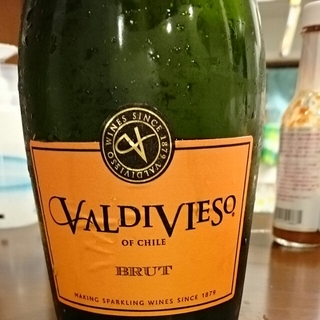 WINES SINCE 1879 VALDIVIESO
V
VALDIVIESO
OF CHILE
BRUT
MAKING SPARKLING WINES SINCE 1879